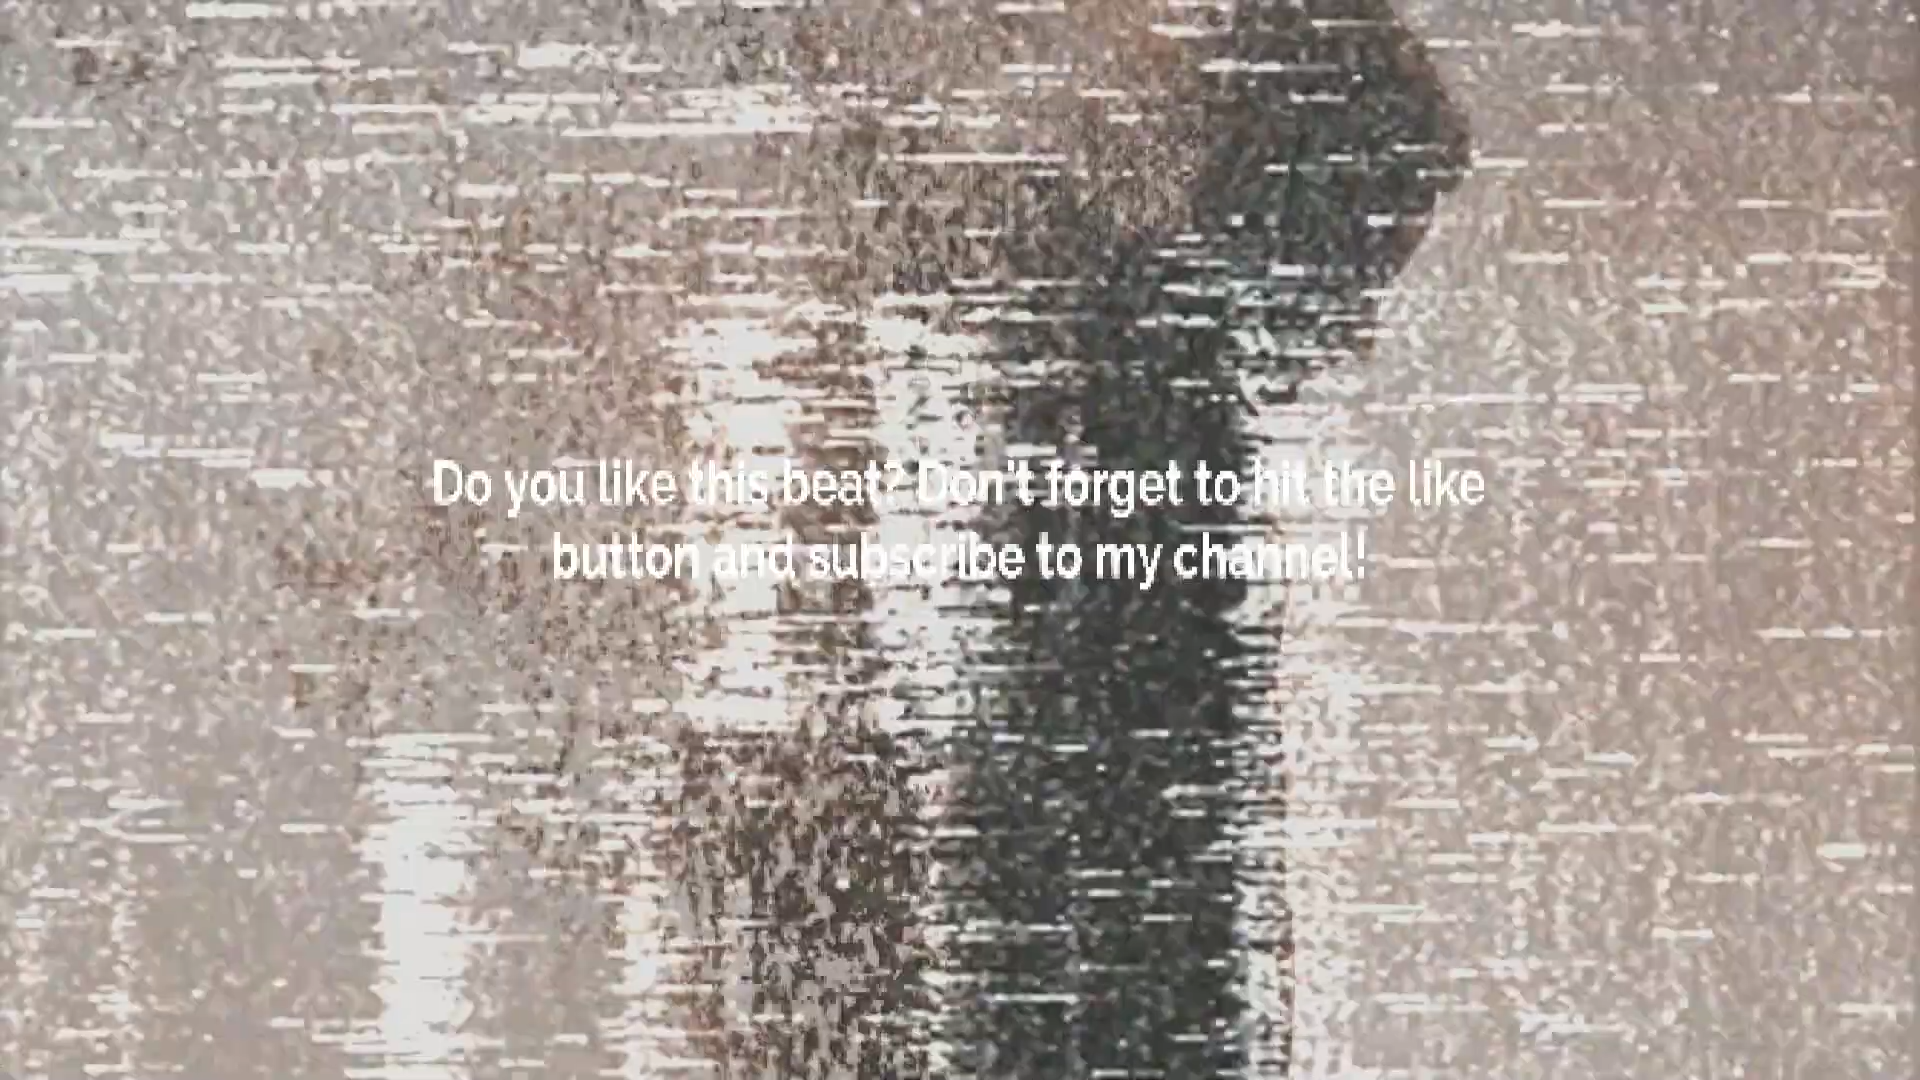 Do you like this beat? Don't forget to hit the like
button and subscribe to my channel!